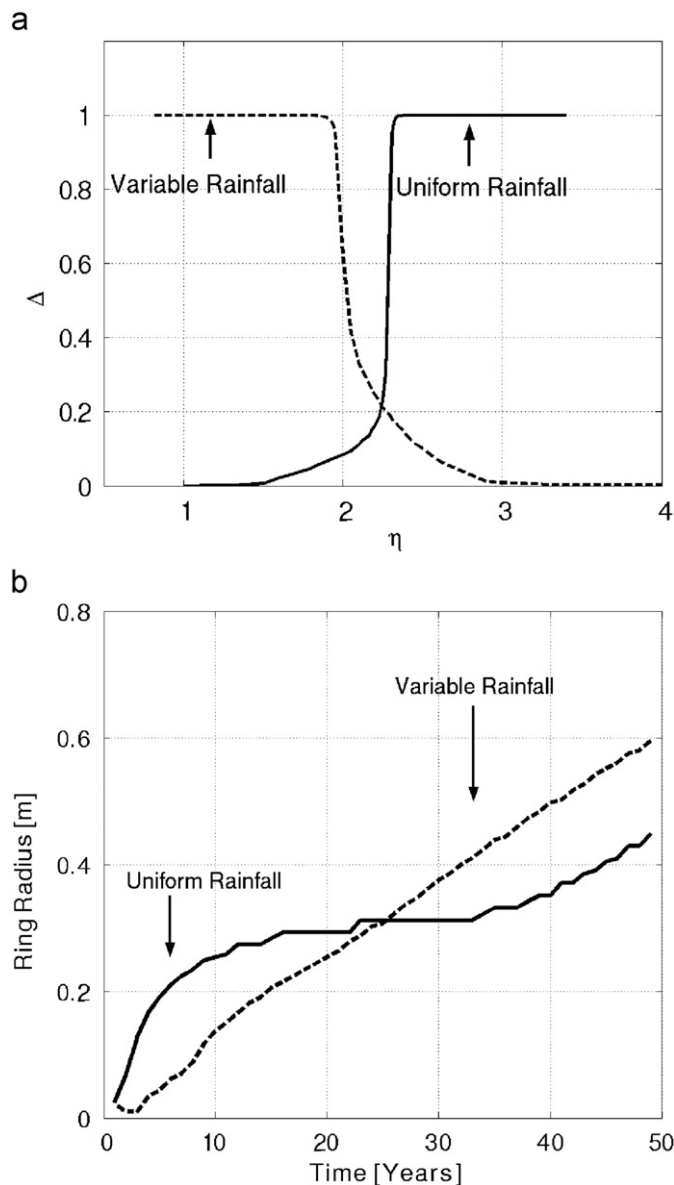 a
1
0.8
0.6
0.4
0.2
0
Δ
Variable Rainfall
Uniform Rainfall
1 2 3 4
η
b
0.8
0.6
0.4
0.2
0
Ring Radius [m]
Variable Rainfall
Uniform Rainfall
0 10 20 30 40 50
Time [Years]